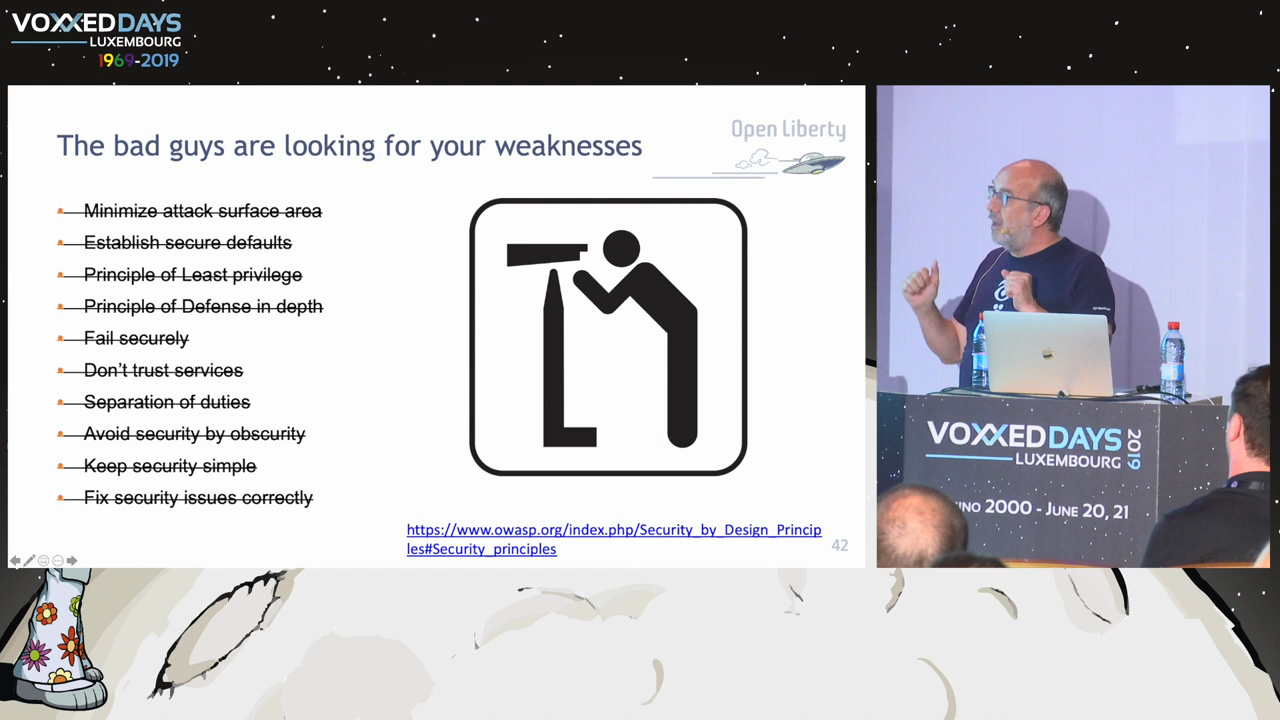 VOXXEDDAYS
LUXEMBOURG
1969-2019
The bad guys are looking for your weaknesses
Open Liberty
Minimize attack surface area
Establish secure defaults
Principle of Least privilege
Principle of Defense in depth
Fail securely
Don't trust services
Separation of duties
Avoid security by obscurity
Keep security simple
Fix security issues correctly
https://www.owasp.org/index.php/Security_by_Design_Princip
les#Security_principles
42
VOXXEDDAYS 2019
LUXEMBOURG
2000 - JUNE 20, 21